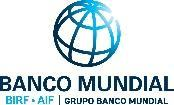 BANCO MUNDIAL
BIRF • AIF | GRUPO BANCO MUNDIAL